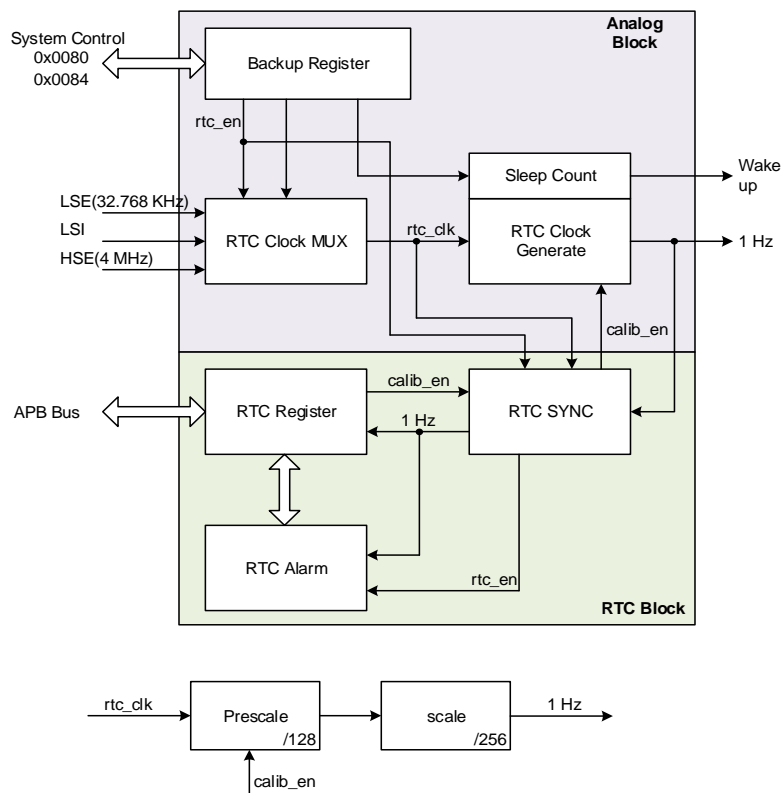 System Control
0x0080
0x0084
Analog
Block
Backup Register
rtc_en
Sleep Count
Wake
up
LSE(32.768 KHz)
LSI
HSE(4 MHz)
RTC Clock MUX
rtc_clk
RTC Clock
Generate
1 Hz
calib_en
APB Bus
RTC Register
calib_en
1 Hz
RTC SYNC
RTC Alarm
rtc_en
RTC Block
rtc_clk
Prescale
/128
scale
/256
1 Hz
calib_en